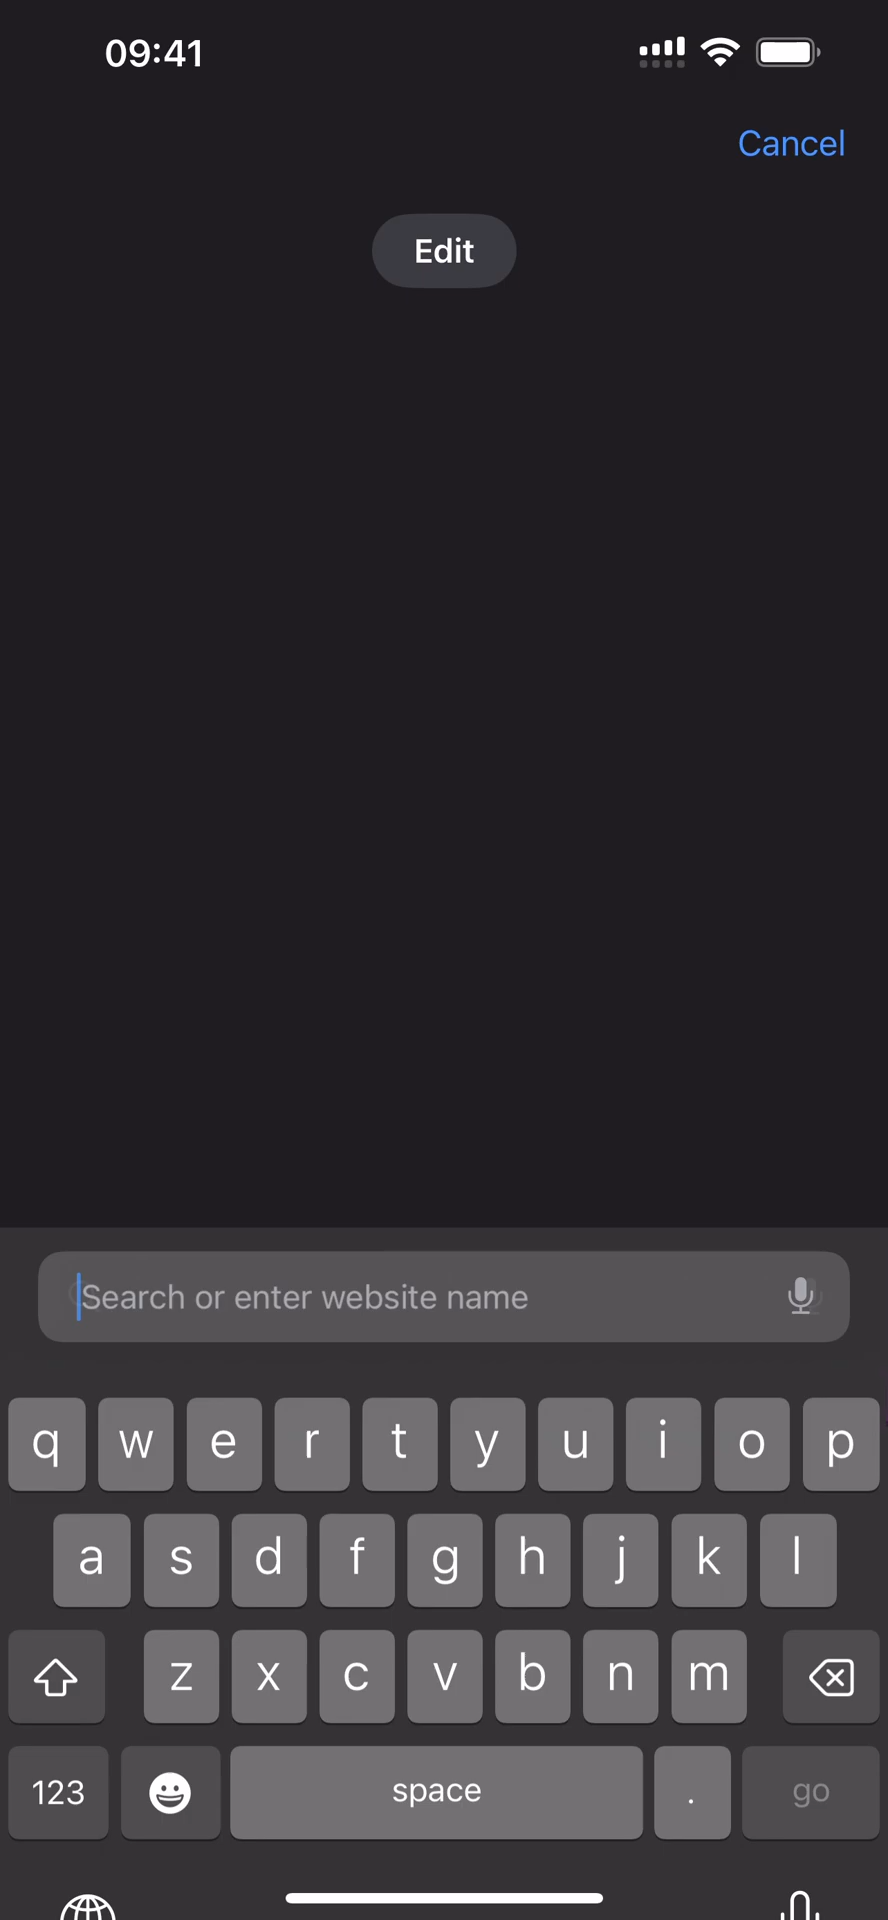 09:41
Cancel
Edit
Search or enter website name
q w e r t y u i o p
a s d f g h j k l
z x c v b n m
123 space . go